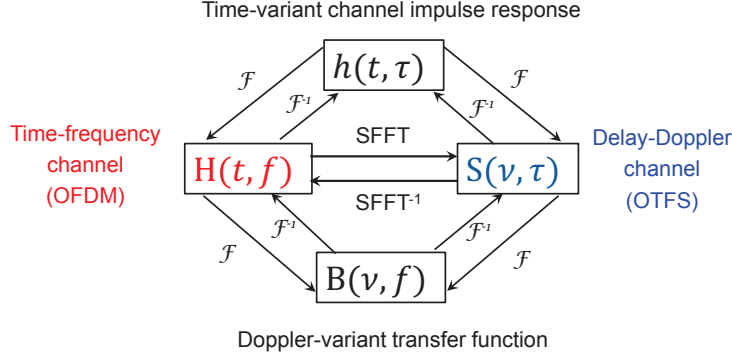 Time-variant channel impulse response
h(t, τ)
ℱ
ℱ
ℱ⁻¹
ℱ⁻¹
Time-frequency
channel
(OFDM)
H(t, f)
SFFT
SFFT⁻¹
S(ν, τ)
Delay-Doppler
channel
(OTFS)
ℱ
ℱ⁻¹
ℱ⁻¹
ℱ
B(ν, f)
Doppler-variant transfer function